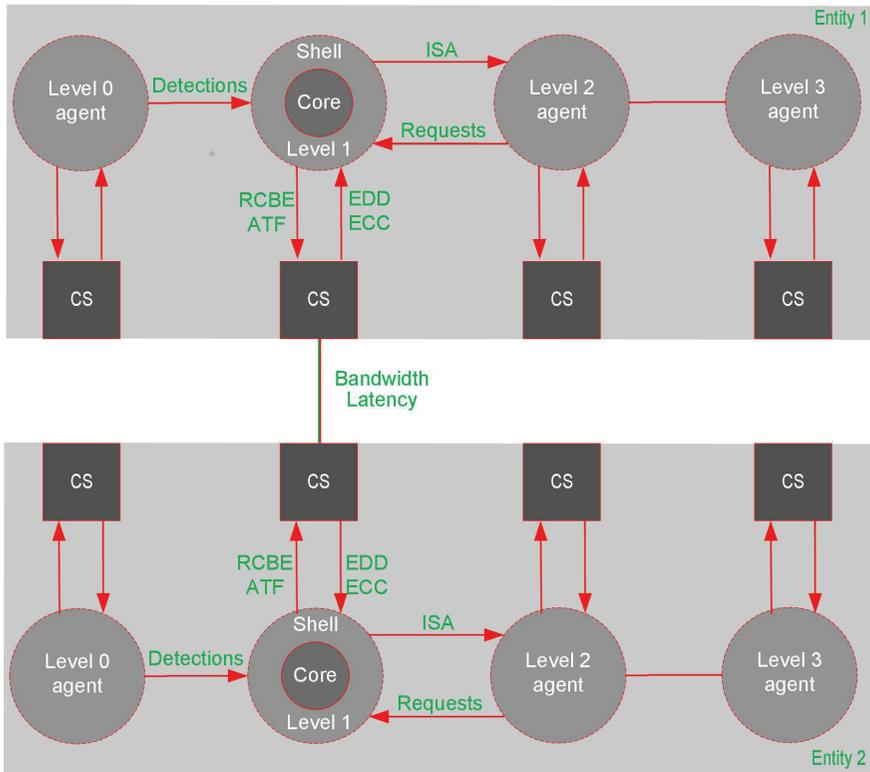 Entity 1
Level 0
agent
Detections
Shell
Core
Level 1
ISA
Requests
Level 2
agent
Level 3
agent
RCBE
ATF
EDD
ECC
CS
CS
CS
CS
Bandwidth
Latency
CS
CS
CS
CS
RCBE
ATF
EDD
ECC
Level 0
agent
Detections
Shell
Core
Level 1
ISA
Requests
Level 2
agent
Level 3
agent
Entity 2